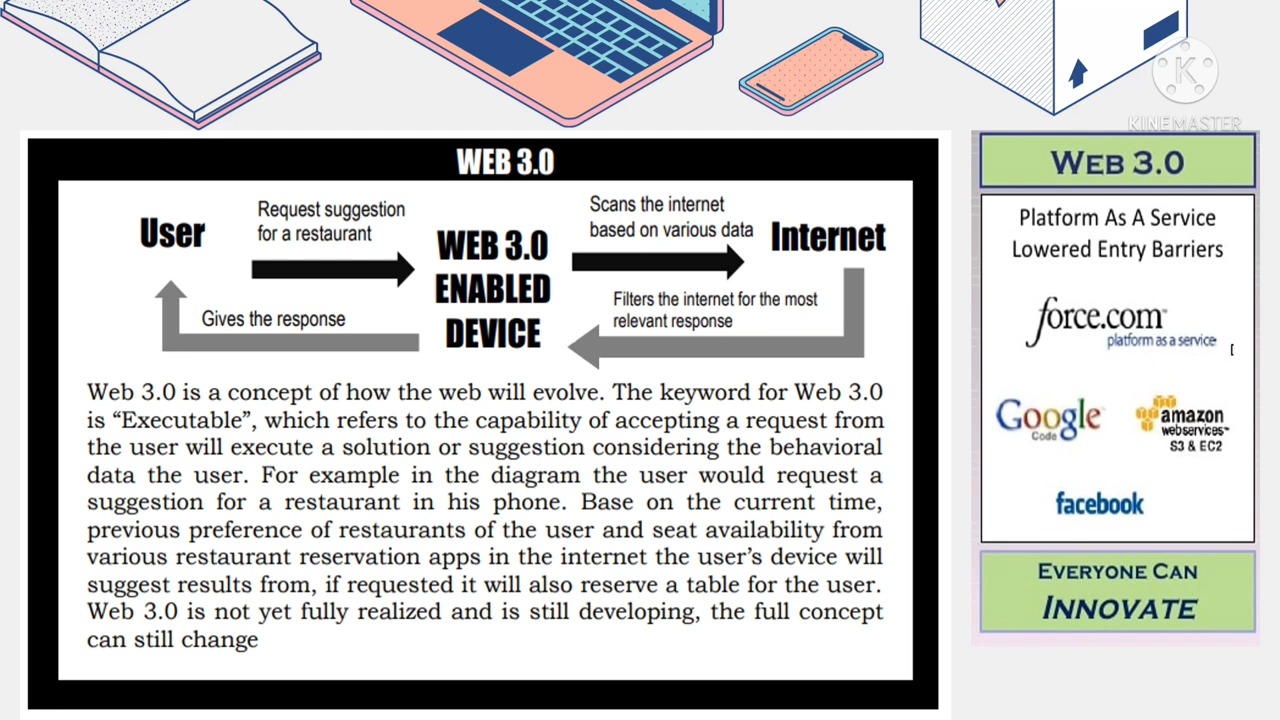 K
KINEMASTER
WEB 3.0
User
Request suggestion
for a restaurant
WEB 3.0
ENABLED
DEVICE
Scans the internet
based on various data
Internet
Filters the internet for the most
relevant response
Gives the response
Web 3.0 is a concept of how the web will evolve. The keyword for Web 3.0
is “Executable”, which refers to the capability of accepting a request from
the user will execute a solution or suggestion considering the behavioral
data the user. For example in the diagram the user would request a
suggestion for a restaurant in his phone. Base on the current time,
previous preference of restaurants of the user and seat availability from
various restaurant reservation apps in the internet the user’s device will
suggest results from, if requested it will also reserve a table for the user.
Web 3.0 is not yet fully realized and is still developing, the full concept
can still change
WEB 3.0
Platform As A Service
Lowered Entry Barriers
force.com™
platform as a service
Google
Code
amazon
webservices™
S3 & EC2
facebook
EVERYONE CAN
INNOVATE